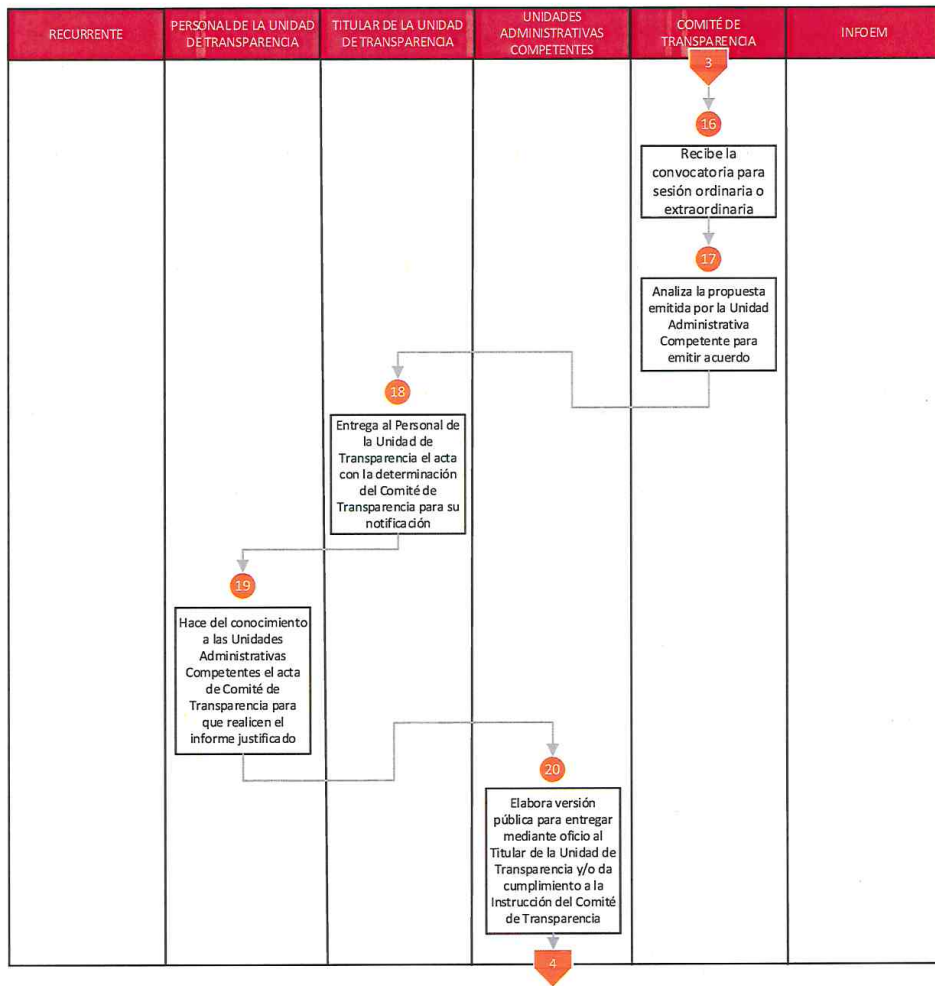 RECURRENTE
PERSONAL DE LA UNIDAD
DE TRANSPARENCIA
TITULAR DE LA UNIDAD
DE TRANSPARENCIA
UNIDADES
ADMINISTRATIVAS
COMPETENTES
COMITÉ DE
TRANSPARENCIA
INFOEM
3
16
Recibe la
convocatoria para
sesión ordinaria o
extraordinaria
17
Analiza la propuesta
emitida por la Unidad
Administrativa
Competente para
emitir acuerdo
18
Entrega al Personal de
la Unidad de
Transparencia el acta
con la determinación
del Comité de
Transparencia para su
notificación
19
Hace del conocimiento
a las Unidades
Administrativas
Competentes el acta
de Comité de
Transparencia para
que realicen el
informe justificado
20
Elabora versión
pública para entregar
mediante oficio al
Titular de la Unidad de
Transparencia y/o da
cumplimiento a la
Instrucción del Comité
de Transparencia
4